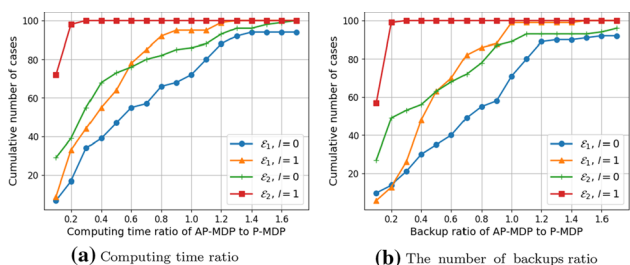 Cumulative number of cases
100
80
60
40
20
0.2 0.4 0.6 0.8 1.0 1.2 1.4 1.6
Computing time ratio of AP-MDP to P-MDP
ℰ₁, l = 0
ℰ₁, l = 1
ℰ₂, l = 0
ℰ₂, l = 1
(a) Computing time ratio
Cumulative number of cases
100
80
60
40
20
0.2 0.4 0.6 0.8 1.0 1.2 1.4 1.6
Backup ratio of AP-MDP to P-MDP
ℰ₁, l = 0
ℰ₁, l = 1
ℰ₂, l = 0
ℰ₂, l = 1
(b) The number of backups ratio